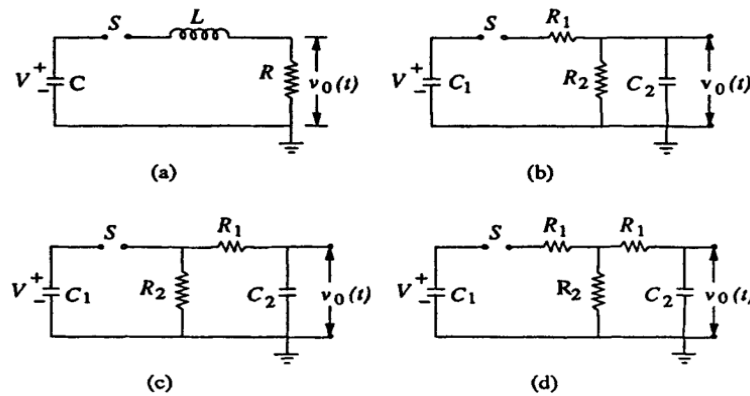 S L
V + - C R v0(t)
(a)
S R1
V + - C1 R2 C2 v0(t)
(b)
S R1
V + - C1 R2 C2 v0(t)
(c)
S R1 R1
V + - C1 R2 C2 v0(t)
(d)